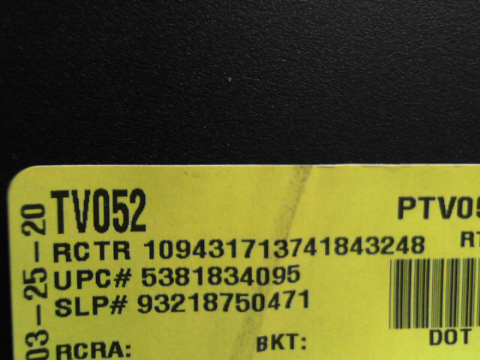 03-25-20
TV052
PTV05
RCTR 109431713741843248
RT
UPC# 5381834095
SLP# 93218750471
RCRA:
BKT:
DOT